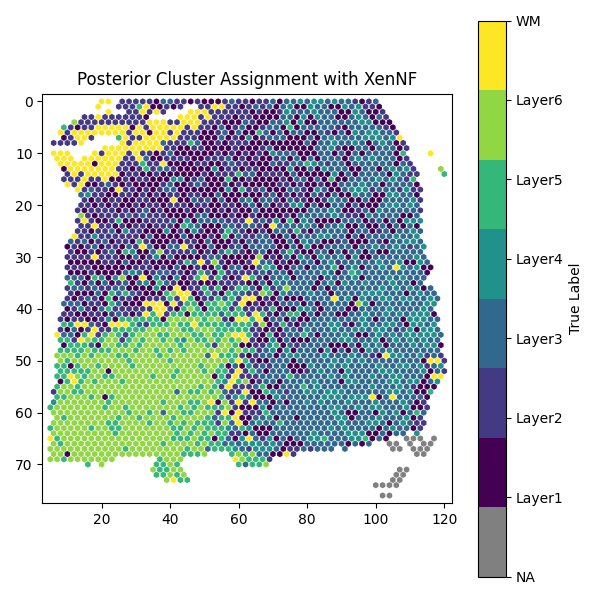 Posterior Cluster Assignment with XenNF
0
10
20
30
40
50
60
70
20
40
60
80
100
120
WM
Layer6
Layer5
Layer4
Layer3
Layer2
Layer1
NA
True Label